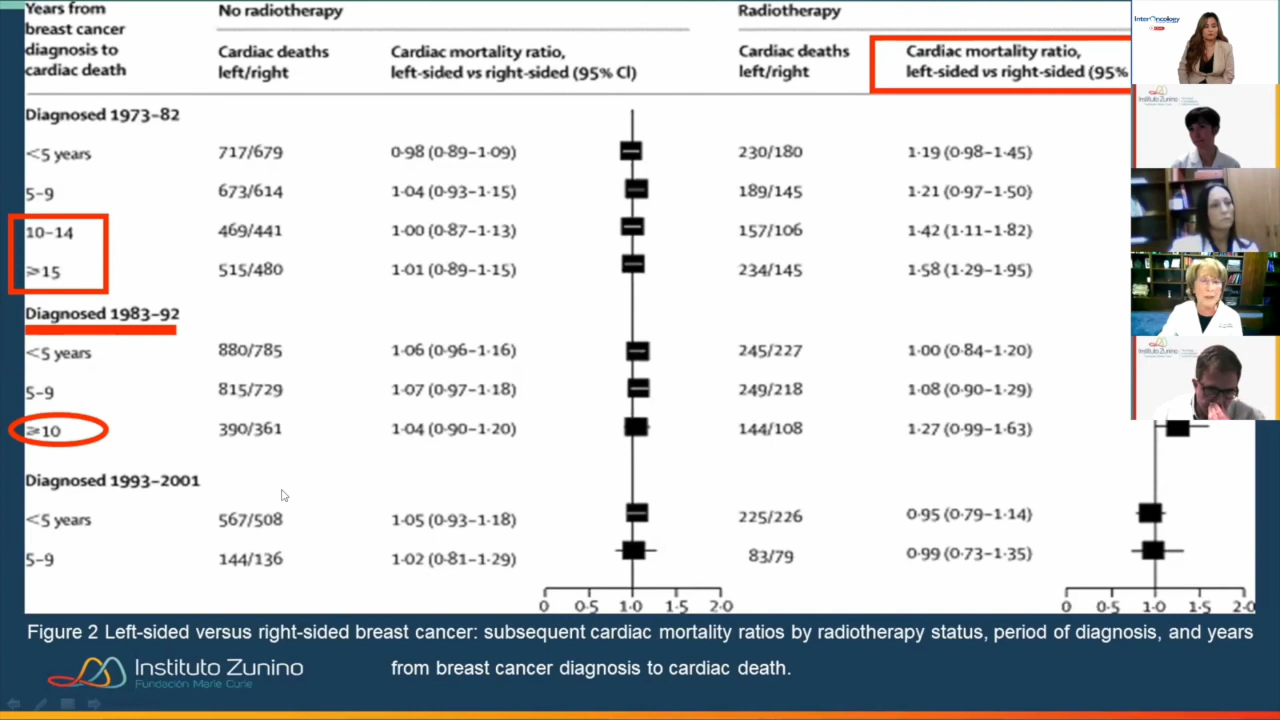 Years from
breast cancer
diagnosis to
cardiac death
No radiotherapy
Radiotherapy
Cardiac deaths
left/right
Cardiac mortality ratio,
left-sided vs right-sided (95% CI)
Cardiac deaths
left/right
Cardiac mortality ratio,
left-sided vs right-sided (95%
Diagnosed 1973–82
<5 years 717/679 0·98 (0·89–1·09) 230/180 1·19 (0·98–1·45)
5–9 673/614 1·04 (0·93–1·15) 189/145 1·21 (0·97–1·50)
10–14 469/441 1·00 (0·87–1·13) 157/106 1·42 (1·11–1·82)
≥15 515/480 1·01 (0·89–1·15) 234/145 1·58 (1·29–1·95)
Diagnosed 1983–92
<5 years 880/785 1·06 (0·96–1·16) 245/227 1·00 (0·84–1·20)
5–9 815/729 1·07 (0·97–1·18) 249/218 1·08 (0·90–1·29)
≥10 390/361 1·04 (0·90–1·20) 144/108 1·27 (0·99–1·63)
Diagnosed 1993–2001
<5 years 567/508 1·05 (0·93–1·18) 225/226 0·95 (0·79–1·14)
5–9 144/136 1·02 (0·81–1·29) 83/79 0·99 (0·73–1·35)
0 0·5 1·0 1·5 2·0 0 0·5 1·0 1·5 2·0
Figure 2 Left-sided versus right-sided breast cancer: subsequent cardiac mortality ratios by radiotherapy status, period of diagnosis, and years
from breast cancer diagnosis to cardiac death.
Instituto Zunino
Fundación Marie Curie
InterOncology
Instituto Zunino
Instituto Zunino